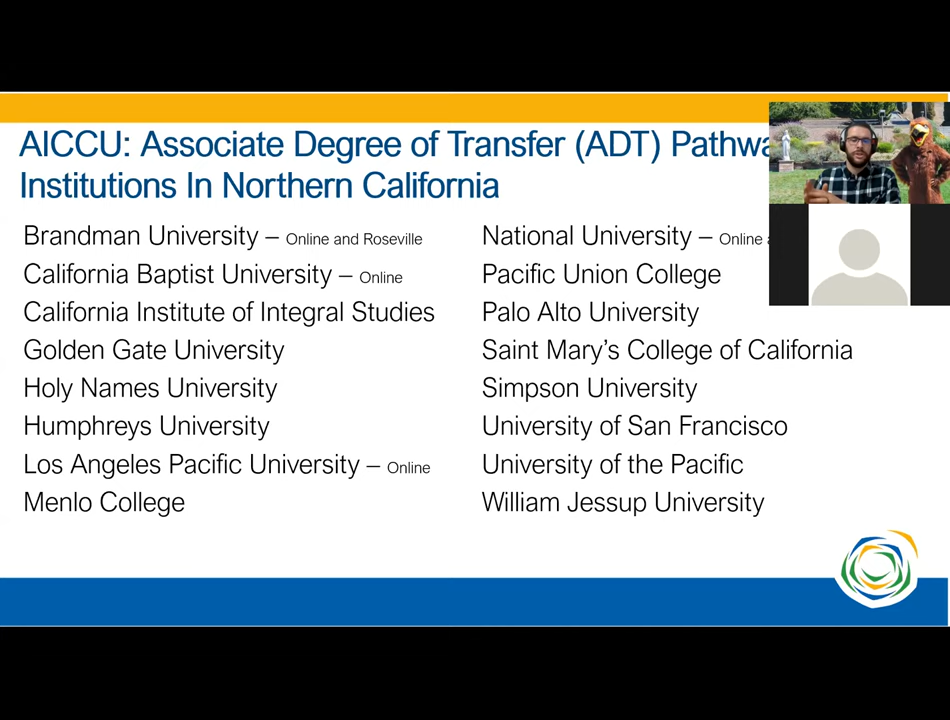 AICCU: Associate Degree of Transfer (ADT)
Institutions In Northern California
Brandman University – Online and Roseville
California Baptist University – Online
California Institute of Integral Studies
Golden Gate University
Holy Names University
Humphreys University
Los Angeles Pacific University – Online
Menlo College
National University – Online
Pacific Union College
Palo Alto University
Saint Mary’s College of California
Simpson University
University of San Francisco
University of the Pacific
William Jessup University